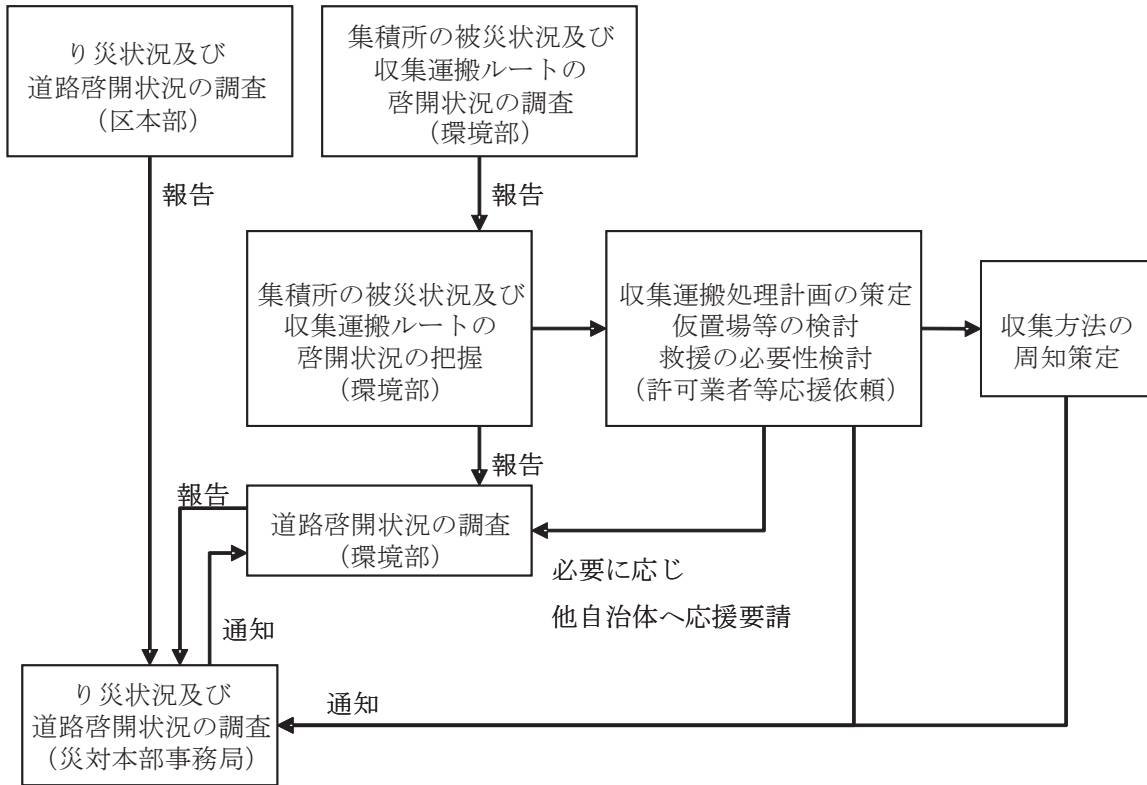 り災状況及び
道路啓開状況の調査
（区本部）
集積所の被災状況及び
収集運搬ルートの
啓開状況の調査
（環境部）
報告
報告
集積所の被災状況及び
収集運搬ルートの
啓開状況の把握
（環境部）
収集運搬処理計画の策定
仮置場等の検討
救援の必要性検討
（許可業者等応援依頼）
収集方法の
周知策定
報告
報告
道路啓開状況の調査
（環境部）
必要に応じ
他自治体へ応援要請
通知
り災状況及び
道路啓開状況の調査
（災対本部事務局）
通知